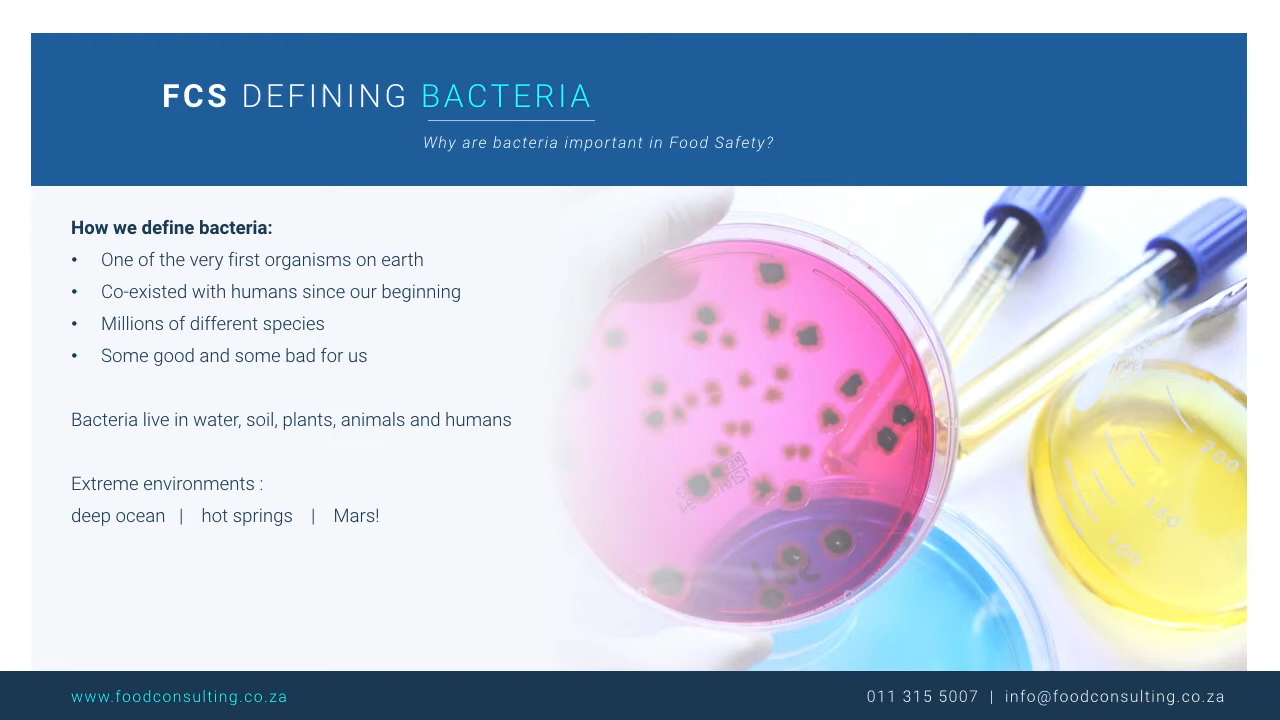 FCS DEFINING BACTERIA
Why are bacteria important in Food Safety?
How we define bacteria:
• One of the very first organisms on earth
• Co-existed with humans since our beginning
• Millions of different species
• Some good and some bad for us
Bacteria live in water, soil, plants, animals and humans
Extreme environments :
deep ocean | hot springs | Mars!
200
150
100
www.foodconsulting.co.za
011 315 5007 | info@foodconsulting.co.za